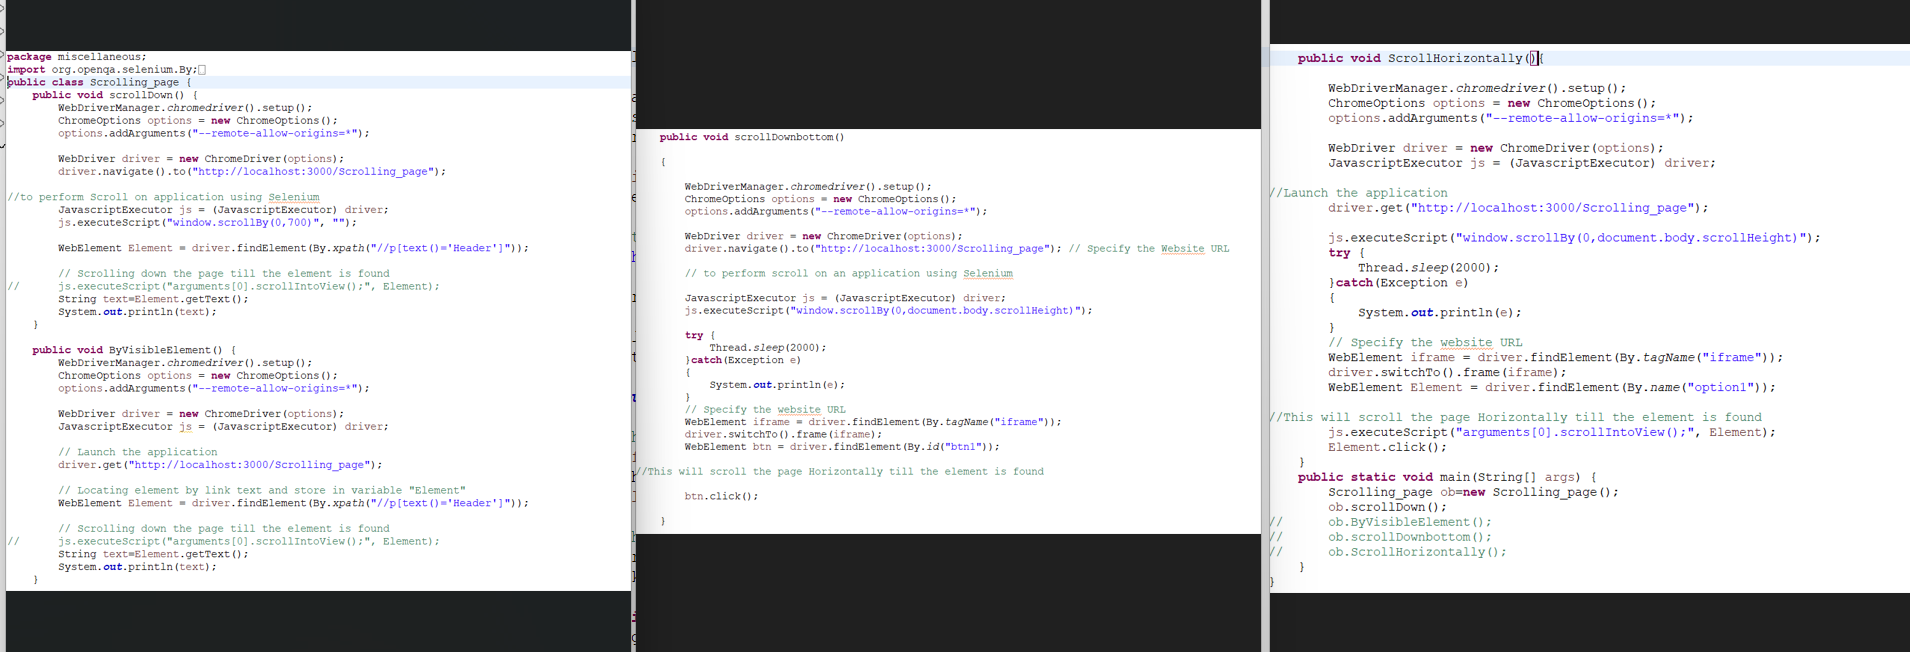 package miscellaneous;
import org.openqa.selenium.By;
public class Scrolling_page {
public void scrollDown() {
WebDriverManager.chromedriver().setup();
ChromeOptions options = new ChromeOptions();
options.addArguments("--remote-allow-origins=*");
WebDriver driver = new ChromeDriver(options);
driver.navigate().to("http://localhost:3000/Scrolling_page");
//to perform Scroll on application using Selenium
JavascriptExecutor js = (JavascriptExecutor) driver;
js.executeScript("window.scrollBy(0,700)", "");
WebElement Element = driver.findElement(By.xpath("//p[text()='Header']"));
// Scrolling down the page till the element is found
// js.executeScript("arguments[0].scrollIntoView();", Element);
String text=Element.getText();
System.out.println(text);
}
public void ByVisibleElement() {
WebDriverManager.chromedriver().setup();
ChromeOptions options = new ChromeOptions();
options.addArguments("--remote-allow-origins=*");
WebDriver driver = new ChromeDriver(options);
JavascriptExecutor js = (JavascriptExecutor) driver;
// Launch the application
driver.get("http://localhost:3000/Scrolling_page");
// Locating element by link text and store in variable "Element"
WebElement Element = driver.findElement(By.xpath("//p[text()='Header']"));
// Scrolling down the page till the element is found
// js.executeScript("arguments[0].scrollIntoView();", Element);
String text=Element.getText();
System.out.println(text);
}
public void scrollDownbottom()
{
WebDriverManager.chromedriver().setup();
ChromeOptions options = new ChromeOptions();
options.addArguments("--remote-allow-origins=*");
WebDriver driver = new ChromeDriver(options);
driver.navigate().to("http://localhost:3000/Scrolling_page"); // Specify the Website URL
// to perform scroll on an application using Selenium
JavascriptExecutor js = (JavascriptExecutor) driver;
js.executeScript("window.scrollBy(0,document.body.scrollHeight)");
try {
Thread.sleep(2000);
}catch(Exception e)
{
System.out.println(e);
}
// Specify the website URL
WebElement iframe = driver.findElement(By.tagName("iframe"));
driver.switchTo().frame(iframe);
WebElement btn = driver.findElement(By.id("btn1"));
//This will scroll the page Horizontally till the element is found
btn.click();
}
public void ScrollHorizontally(){
WebDriverManager.chromedriver().setup();
ChromeOptions options = new ChromeOptions();
options.addArguments("--remote-allow-origins=*");
WebDriver driver = new ChromeDriver(options);
JavascriptExecutor js = (JavascriptExecutor) driver;
//Launch the application
driver.get("http://localhost:3000/Scrolling_page");
js.executeScript("window.scrollBy(0,document.body.scrollHeight)");
try {
Thread.sleep(2000);
}catch(Exception e)
{
System.out.println(e);
}
// Specify the website URL
WebElement iframe = driver.findElement(By.tagName("iframe"));
driver.switchTo().frame(iframe);
WebElement Element = driver.findElement(By.name("option1"));
//This will scroll the page Horizontally till the element is found
js.executeScript("arguments[0].scrollIntoView();", Element);
Element.click();
}
public static void main(String[] args) {
Scrolling_page ob=new Scrolling_page();
ob.scrollDown();
// ob.ByVisibleElement();
// ob.scrollDownbottom();
// ob.ScrollHorizontally();
}
}